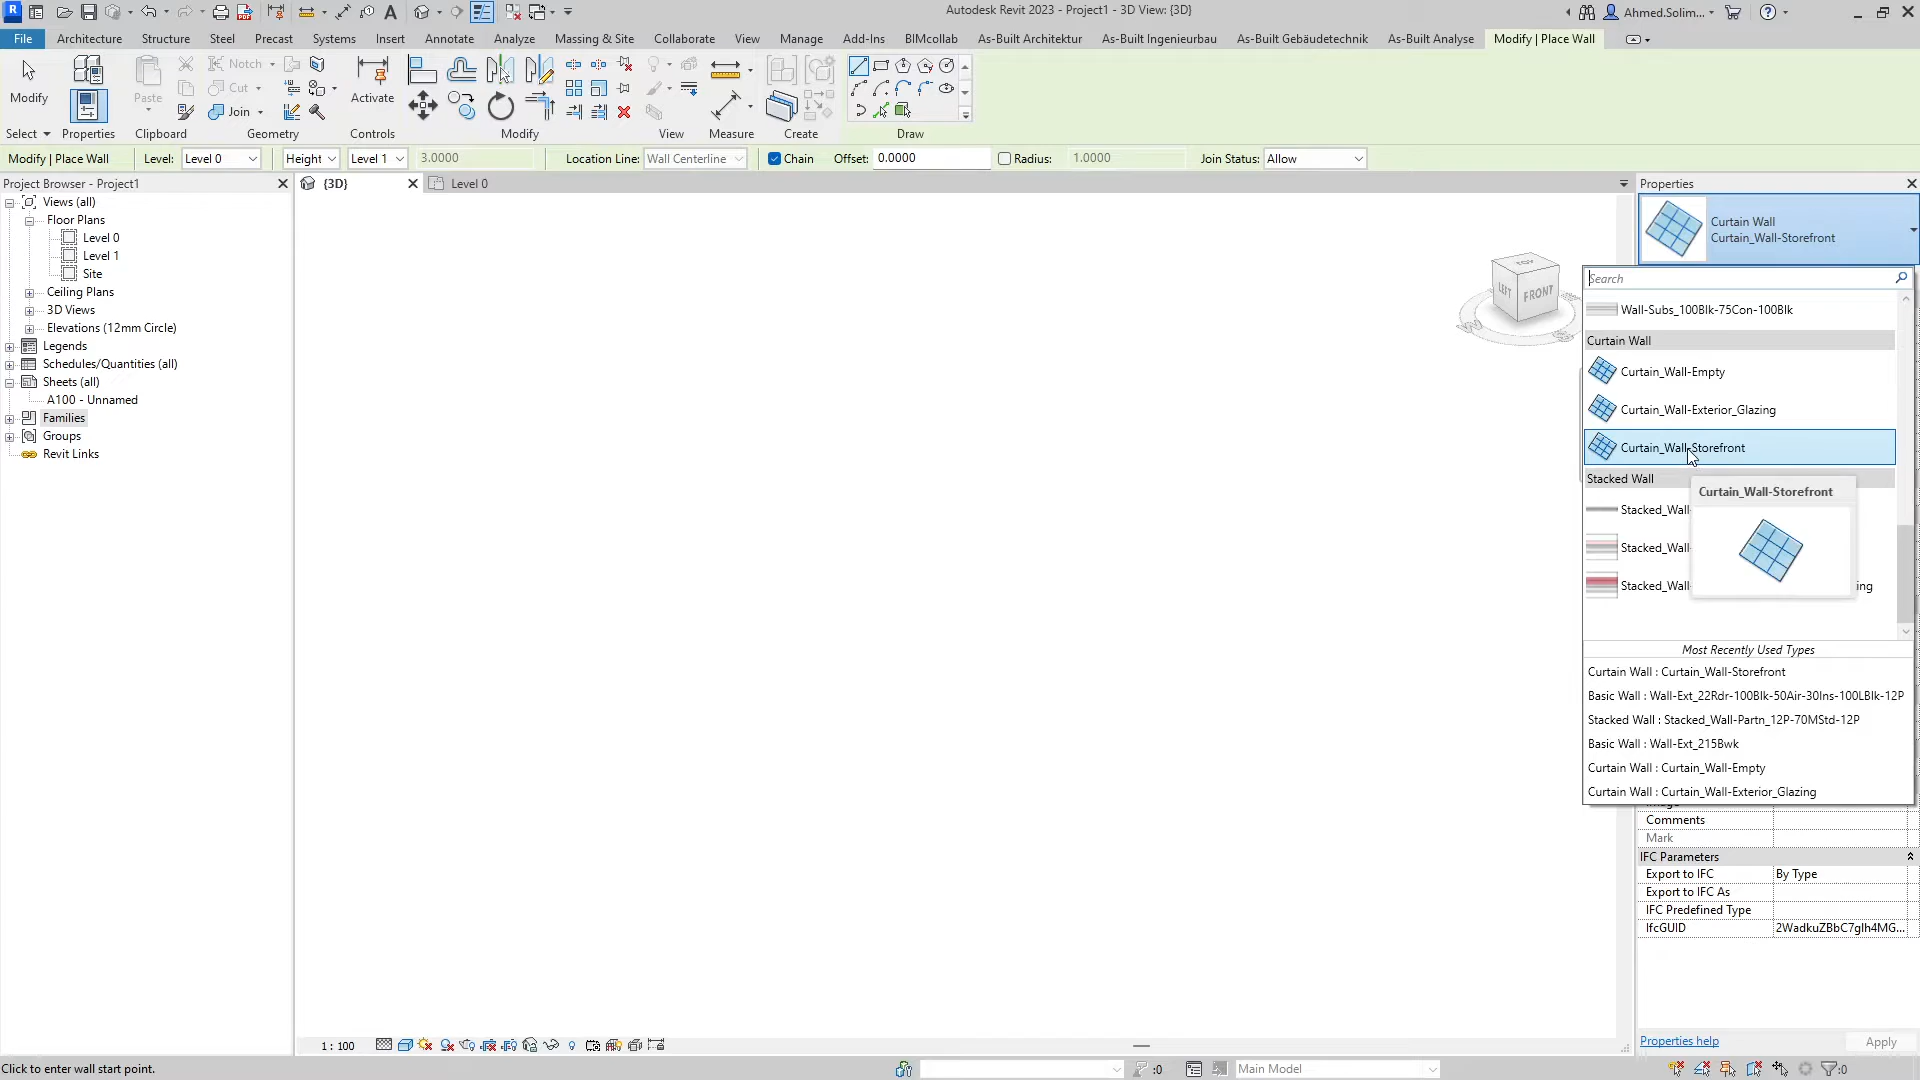 Autodesk Revit 2023 - Project1 - 3D View: {3D}
Ahmed.Solim...
File Architecture Structure Steel Precast Systems Insert Annotate Analyze Massing & Site Collaborate View Manage Add-Ins BIMcollab As-Built Architektur As-Built Ingenieurbau As-Built Gebäudetechnik As-Built Analyse Modify | Place Wall
Modify
Paste
Notch
Cut
Join
Activate
Select Properties Clipboard Geometry Controls Modify View Measure Create Draw
Modify | Place Wall Level: Level 0 Height Level 1 3.0000 Location Line: Wall Centerline Chain Offset: 0.0000 Radius: 1.0000 Join Status: Allow
Project Browser - Project1
{3D}
Level 0
Properties
Views (all)
Floor Plans
Level 0
Level 1
Site
Ceiling Plans
3D Views
Elevations (12mm Circle)
Legends
Schedules/Quantities (all)
Sheets (all)
A100 - Unnamed
Families
Groups
Revit Links
TOP
LEFT
FRONT
Curtain Wall
Curtain_Wall-Storefront
Search
Wall-Subs_100Blk-75Con-100Blk
Curtain Wall
Curtain_Wall-Empty
Curtain_Wall-Exterior_Glazing
Curtain_Wall-Storefront
Stacked Wall
Curtain_Wall-Storefront
Stacked_Wall-
Stacked_Wall-
Stacked_Wall- ing
Most Recently Used Types
Curtain Wall : Curtain_Wall-Storefront
Basic Wall : Wall-Ext_22Rdr-100Blk-50Air-30Ins-100LBlk-12P
Stacked Wall : Stacked_Wall-Partn_12P-70MStd-12P
Basic Wall : Wall-Ext_215Bwk
Curtain Wall : Curtain_Wall-Empty
Curtain Wall : Curtain_Wall-Exterior_Glazing
Comments
Mark
IFC Parameters
Export to IFC By Type
Export to IFC As
IFC Predefined Type
IfcGUID 2WadkuZBbC7glh4MG...
Properties help
Apply
1 : 100
Click to enter wall start point.
:0
Main Model
:0